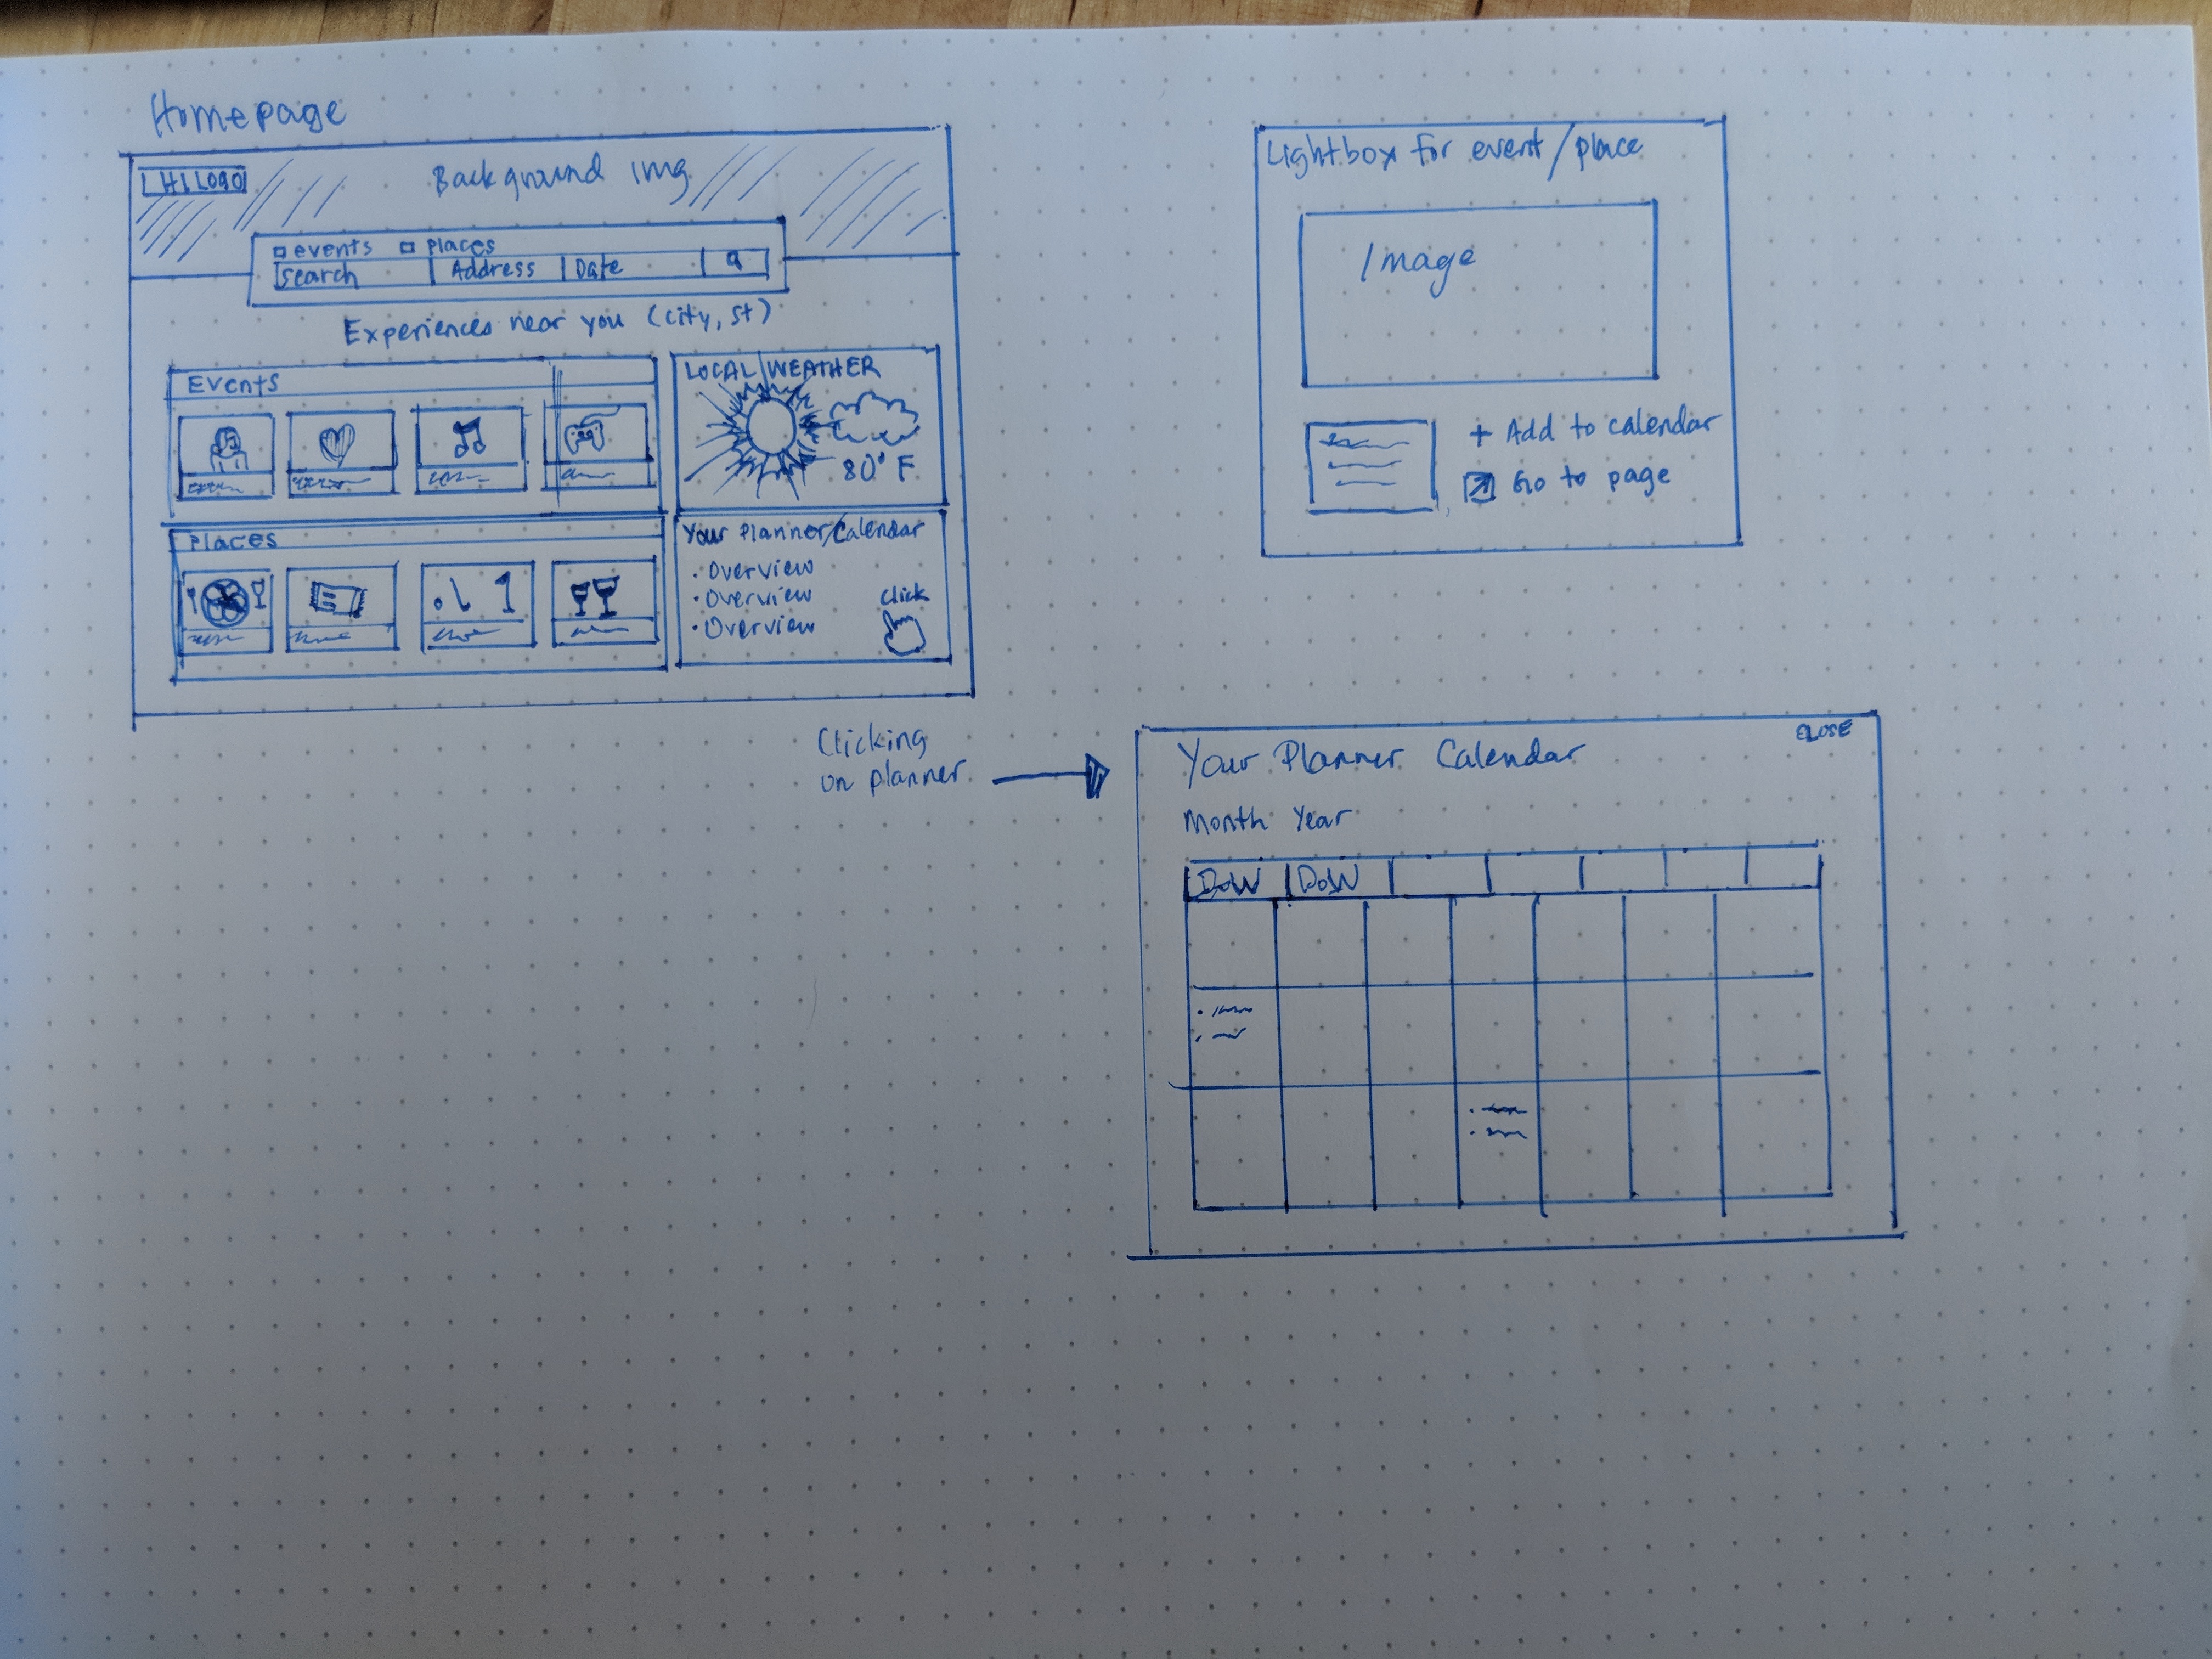 Homepage
LHL Logo
Background img
events places
Search Address Date
Experiences near you (city, st)
Events
LOCAL WEATHER
80° F
Places
Your Planner/Calendar
• Overview
• Overview
• Overview
click
Lightbox for event/place
Image
+ Add to calendar
Go to page
Clicking
on planner
CLOSE
Your Planner Calendar
Month Year
DoW DoW